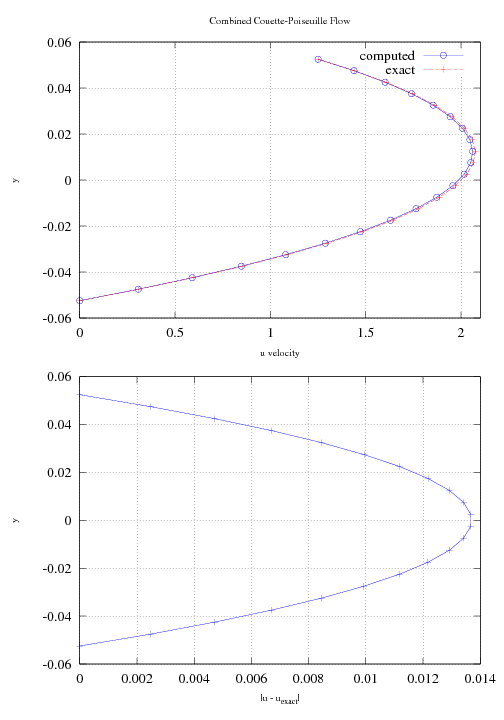 Combined Couette-Poiseuille Flow
0.06
computed
exact
0.04
0.02
y
0
-0.02
-0.04
-0.06
0 0.5 1 1.5 2
u velocity
0.06
0.04
0.02
y
0
-0.02
-0.04
-0.06
0 0.002 0.004 0.006 0.008 0.01 0.012 0.014
|u - u_exact|